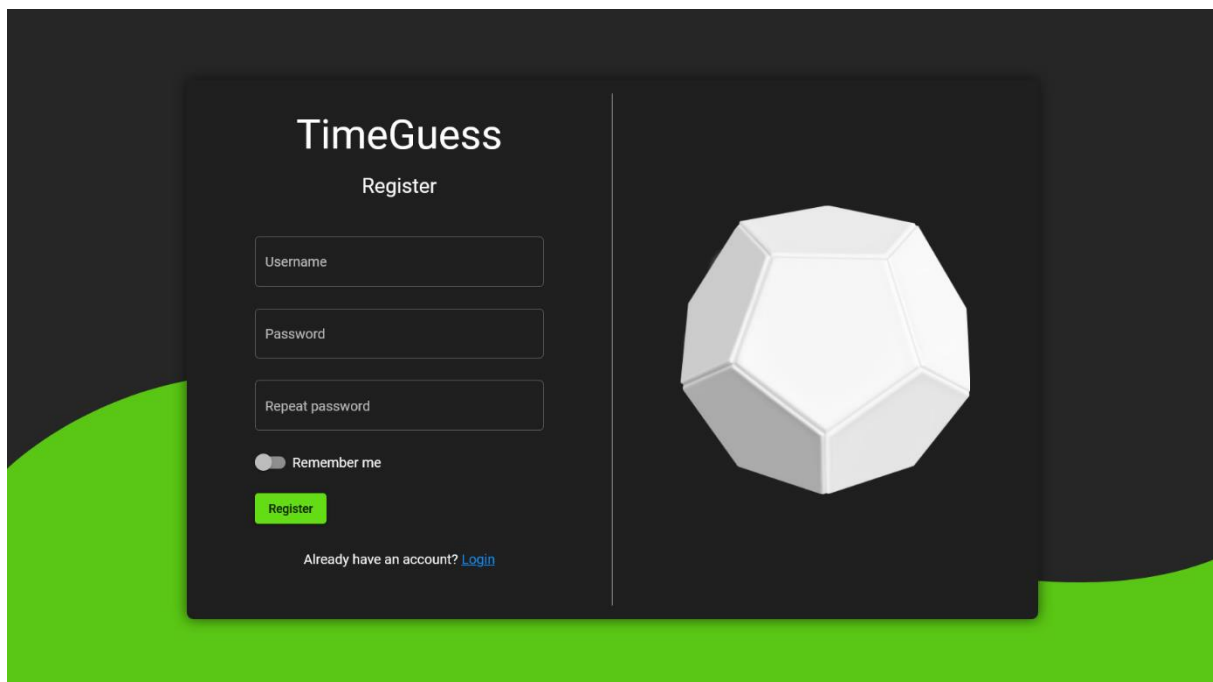 TimeGuess
Register
Username
Password
Repeat password
Remember me
Register
Already have an account? Login